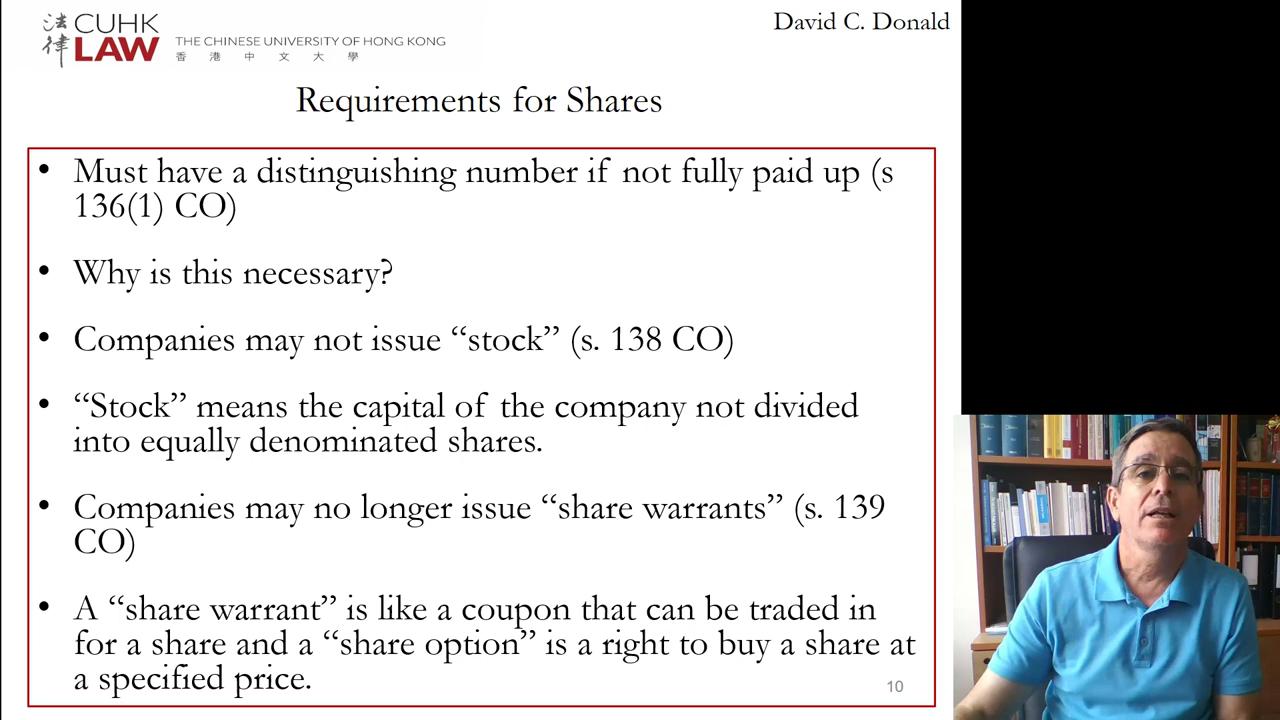 法律
CUHK
LAW
THE CHINESE UNIVERSITY OF HONG KONG
香港中文大學
David C. Donald
Requirements for Shares
• Must have a distinguishing number if not fully paid up (s
136(1) CO)
• Why is this necessary?
• Companies may not issue “stock” (s. 138 CO)
• “Stock” means the capital of the company not divided
into equally denominated shares.
• Companies may no longer issue “share warrants” (s. 139
CO)
• A “share warrant” is like a coupon that can be traded in
for a share and a “share option” is a right to buy a share at
a specified price.
10